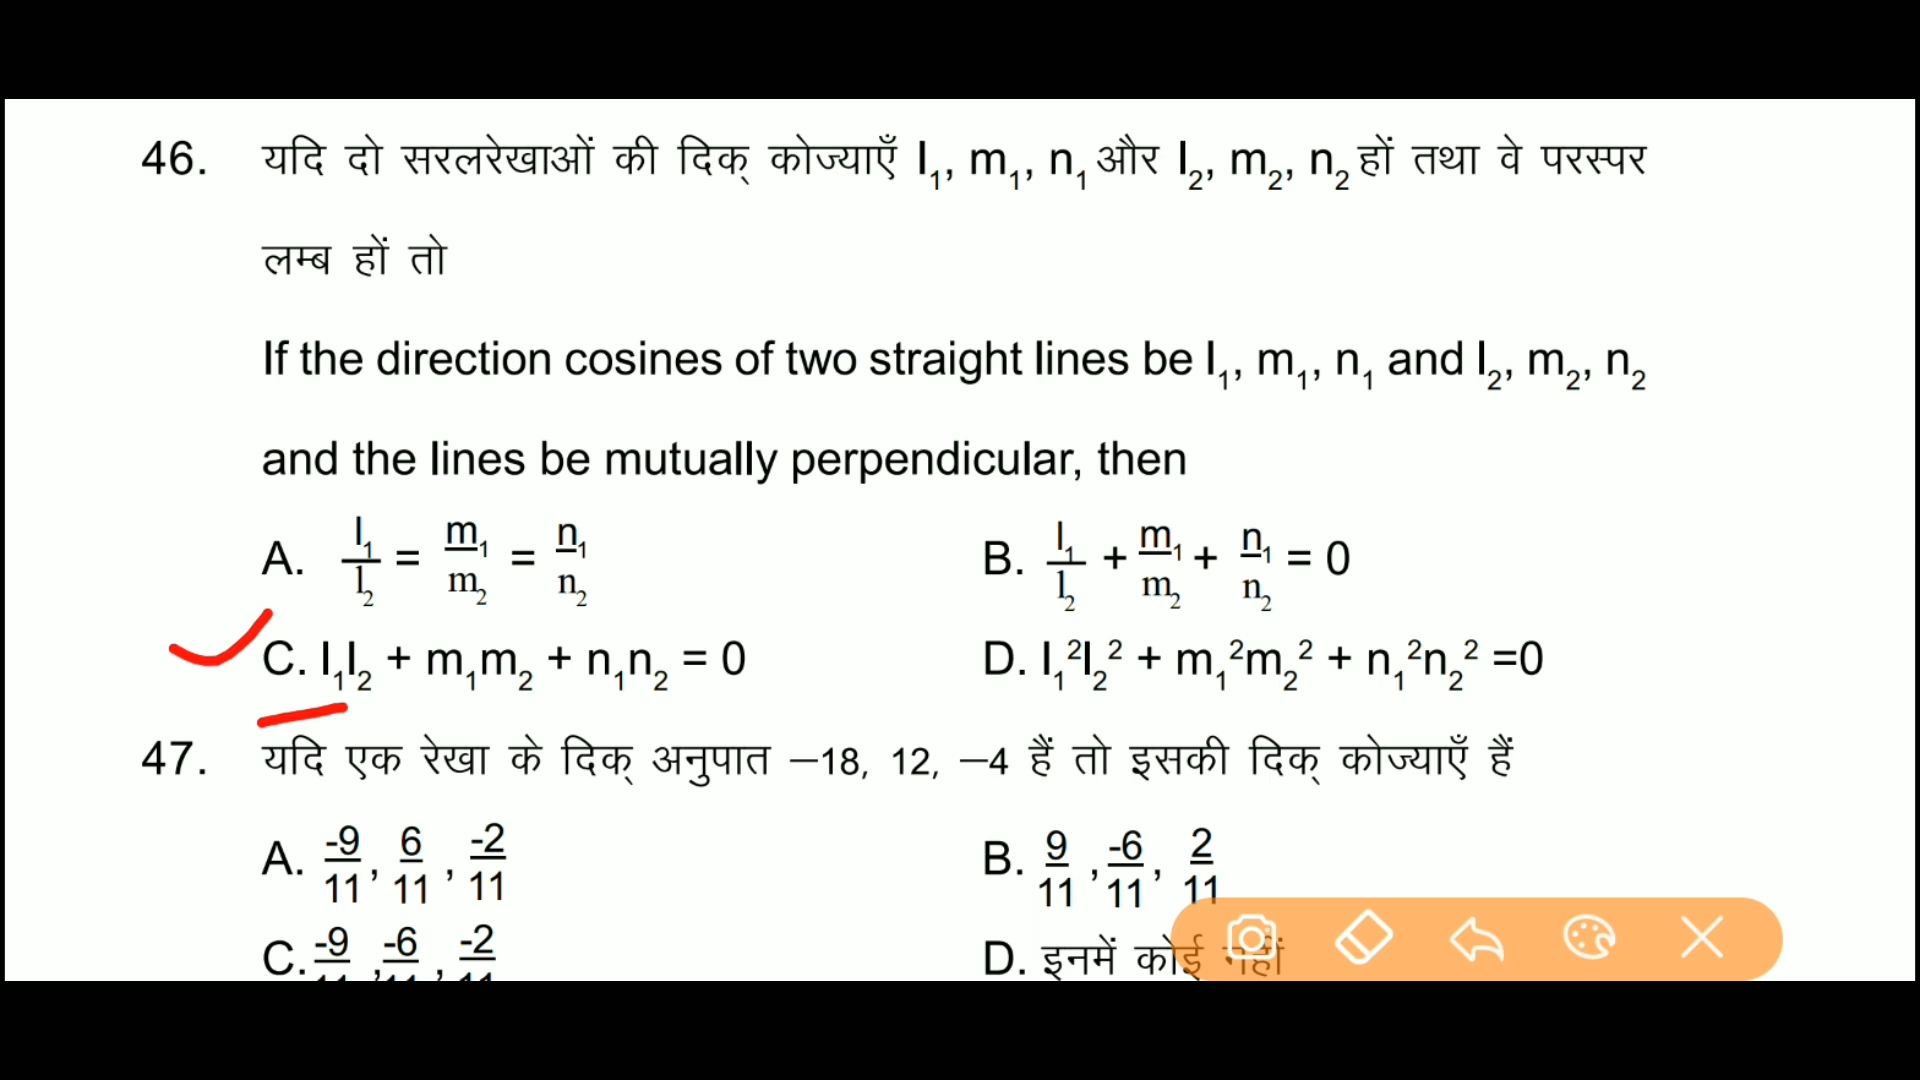 46. यदि दो सरलरेखाओं की दिक् कोज्याएँ l₁, m₁, n₁ और l₂, m₂, n₂ हों तथा वे परस्पर
लम्ब हों तो
If the direction cosines of two straight lines be l₁, m₁, n₁ and l₂, m₂, n₂
and the lines be mutually perpendicular, then
A. l₁/l₂ = m₁/m₂ = n₁/n₂ B. l₁/l₂ + m₁/m₂ + n₁/n₂ = 0
C. l₁l₂ + m₁m₂ + n₁n₂ = 0 D. l₁²l₂² + m₁²m₂² + n₁²n₂² =0
47. यदि एक रेखा के दिक् अनुपात –18, 12, –4 हैं तो इसकी दिक् कोज्याएँ हैं
A. -9/11, 6/11, -2/11 B. 9/11, -6/11, 2/11
C. -9/11, -6/11, -2/11 D. इनमें कोई नहीं